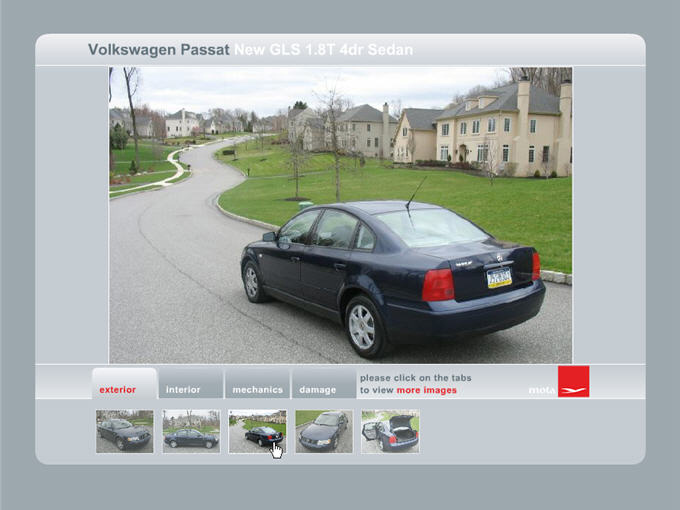 Volkswagen Passat New GLS 1.8T 4dr Sedan
exterior
interior
mechanics
damage
please click on the tabs
to view more images
mota